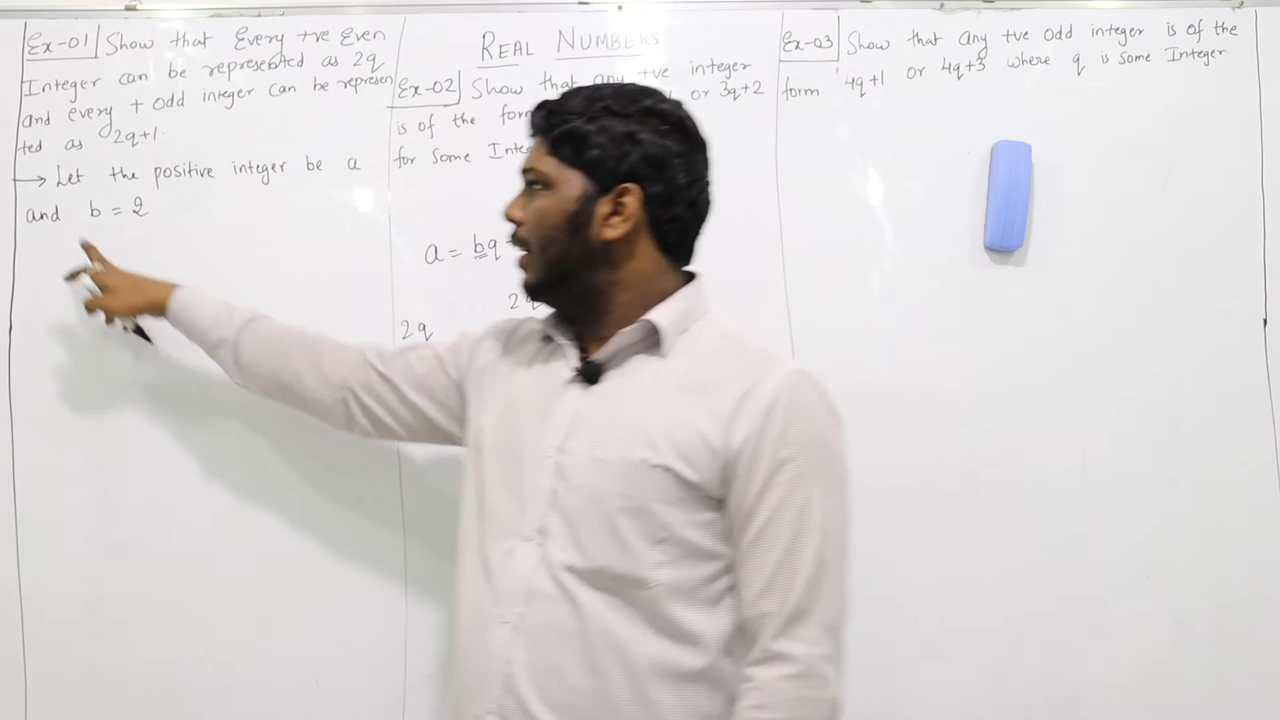 Ex-01 Show that Every +ve Even
Integer can be represented as 2q
and every + odd integer can be represen
ted as 2q+1.
→ Let the positive integer be a
and b = 2
REAL NUMBERS
Ex-02 Show that any +ve integer
is of the form or 3q+2
for Some
a = bq
2q
2q
Ex-03 Show that any +ve odd integer is of the
form 4q+1 or 4q+3 where q is some Integer